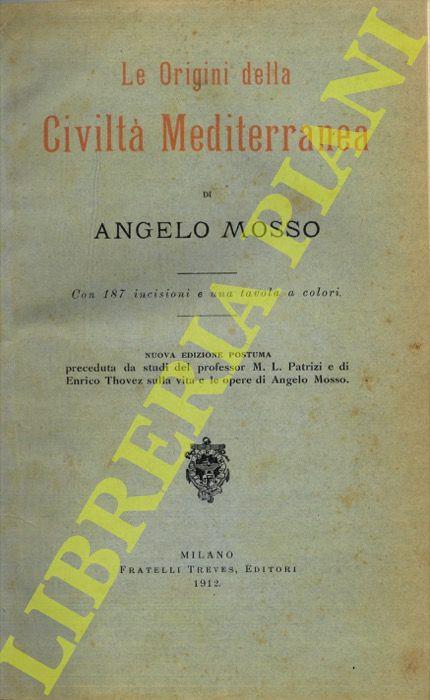 Le Origini della
Civiltà Mediterranea
DI
ANGELO MOSSO
Con 187 incisioni e una tavola a colori.
NUOVA EDIZIONE POSTUMA
preceduta da studi del professor M. L. Patrizi e di
Enrico Thovez sulla vita e le opere di Angelo Mosso.
MILANO
FRATELLI TREVES, EDITORI
1912.
LIBRERIA PIANI